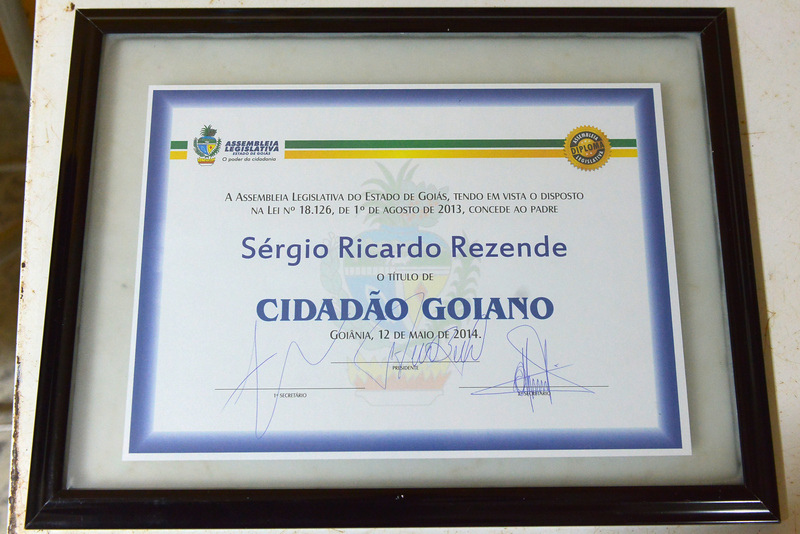 ASSEMBLEIA
LEGISLATIVA
ESTADO DE GOIÁS
O poder da cidadania
ASSEMBLEIA
DIPLOMA
LEGISLATIVA
A ASSEMBLEIA LEGISLATIVA DO ESTADO DE GOIÁS, TENDO EM VISTA O DISPOSTO
NA LEI Nº 18.126, DE 1º DE AGOSTO DE 2013, CONCEDE AO PADRE
Sérgio Ricardo Rezende
O TÍTULO DE
CIDADÃO GOIANO
GOIÂNIA, 12 DE MAIO DE 2014.
PRESIDENTE
1º SECRETÁRIO
2º SECRETÁRIO